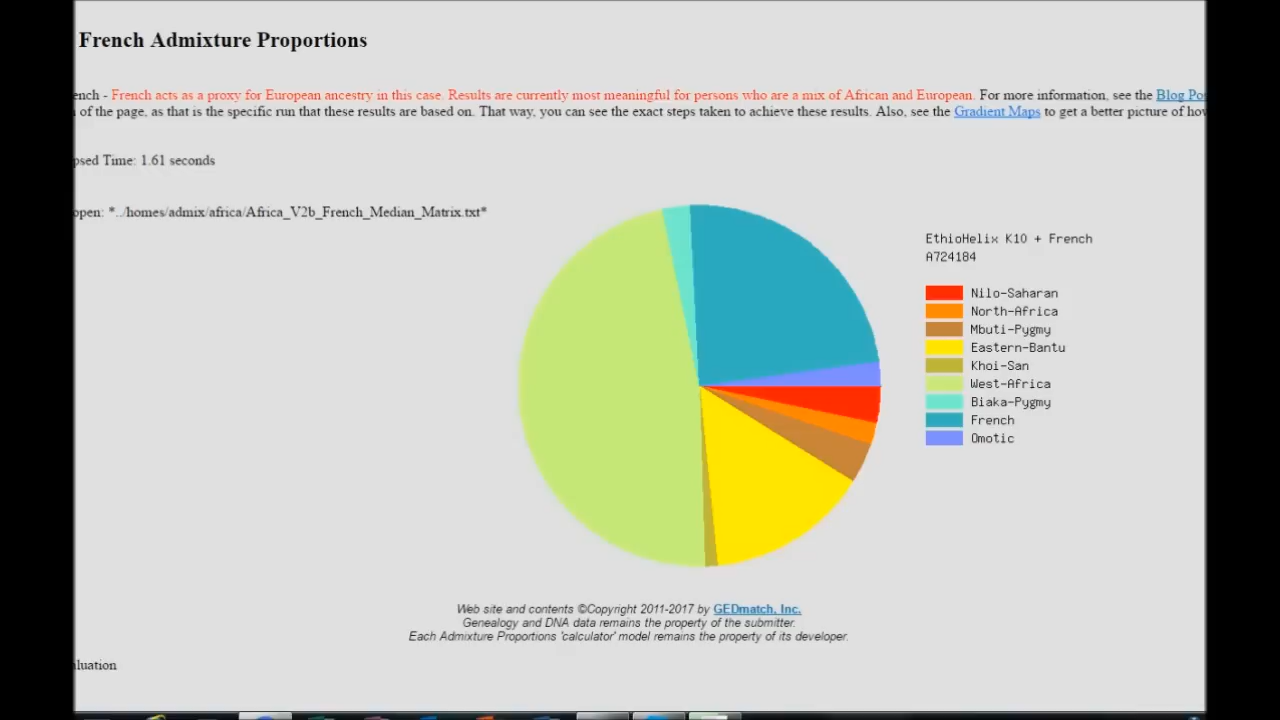 French Admixture Proportions
ench - French acts as a proxy for European ancestry in this case. Results are currently most meaningful for persons who are a mix of African and European. For more information, see the Blog Po
of the page, as that is the specific run that these results are based on. That way, you can see the exact steps taken to achieve these results. Also, see the Gradient Maps to get a better picture of ho
psed Time: 1.61 seconds
open: *../homes/admix/africa/Africa_V2b_French_Median_Matrix.txt*
EthioHelix K10 + French
A724184
Nilo-Saharan
North-Africa
Mbuti-Pygmy
Eastern-Bantu
Khoi-San
West-Africa
Biaka-Pygmy
French
Omotic
Web site and contents ©Copyright 2011-2017 by GEDmatch, Inc.
Genealogy and DNA data remains the property of the submitter.
Each Admixture Proportions 'calculator' model remains the property of its developer.
luation